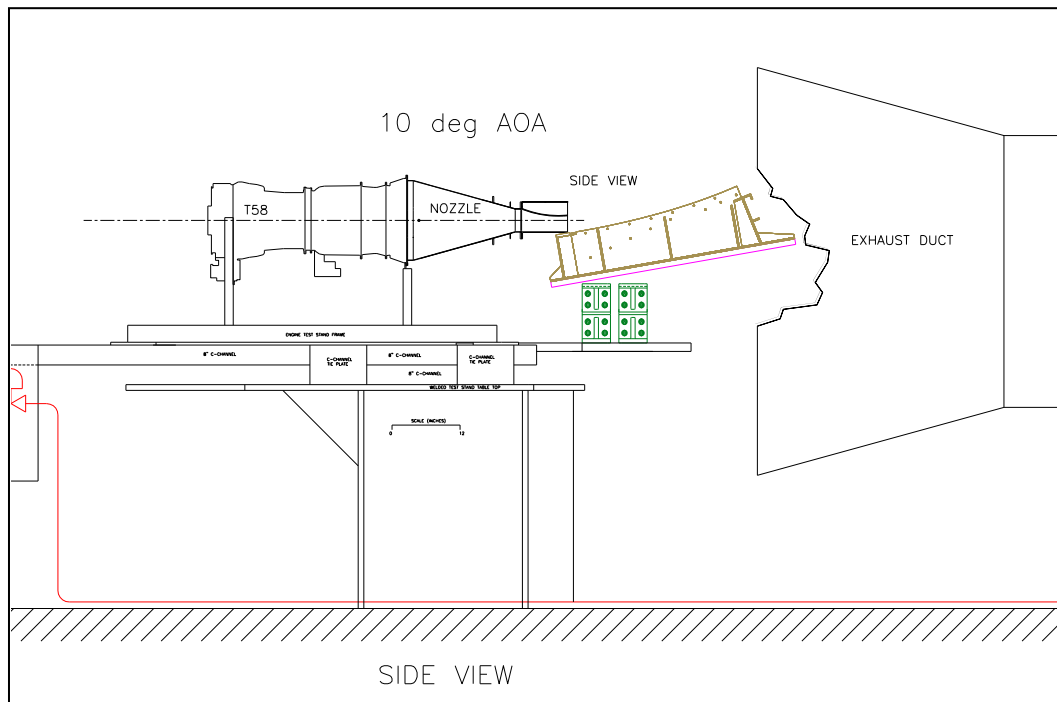 10 deg AOA
SIDE VIEW
T58
NOZZLE
EXHAUST DUCT
ENGINE TEST STAND FRAME
8" C-CHANNEL
C-CHANNEL
TIE PLATE
8" C-CHANNEL
C-CHANNEL
TIE PLATE
8" C-CHANNEL
WELDED TEST STAND TABLE TOP
SCALE (INCHES)
0
12
SIDE VIEW